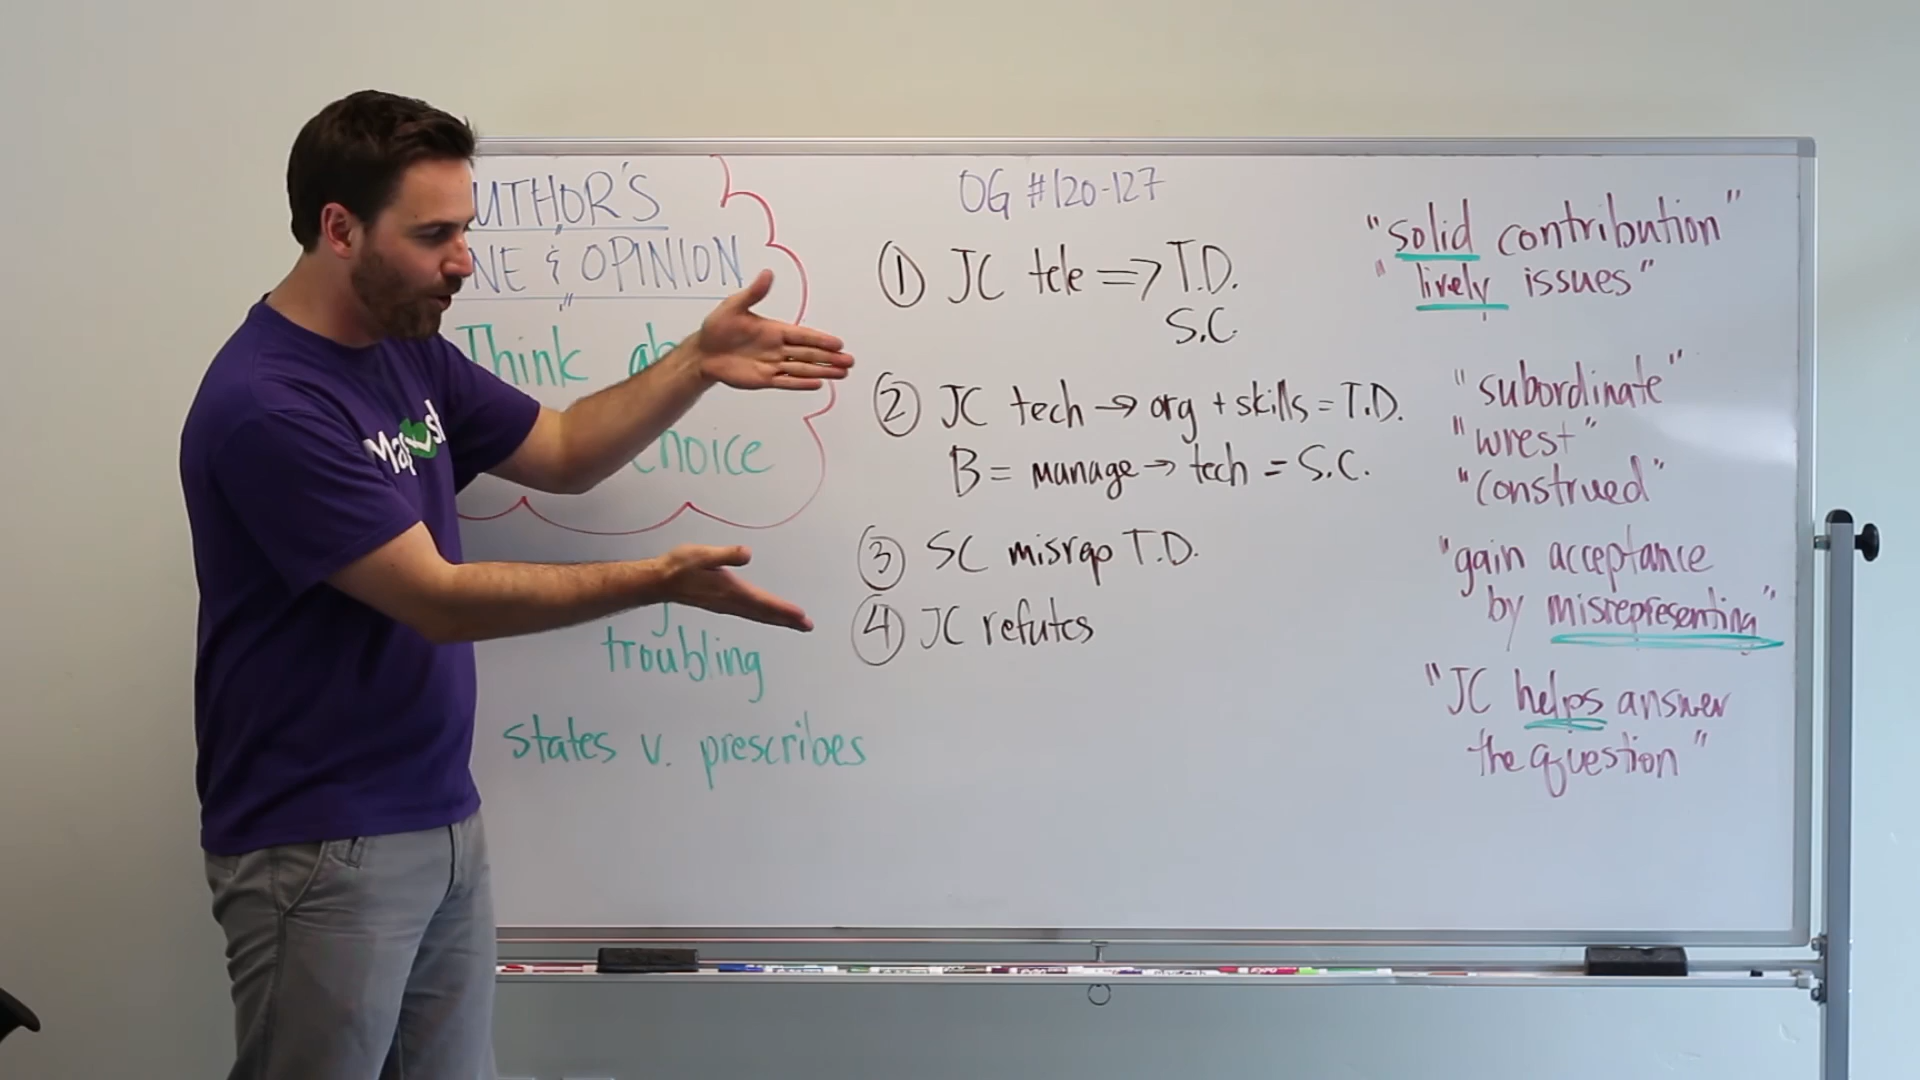 UTHOR'S
NE & OPINION
Think ab
choice
troubling
states v. prescribes
OG #120-127
① JC tele => T.D.
S.C.
② JC tech → org + skills = T.D.
B = manage → tech = S.C.
③ SC misrep T.D.
④ JC refutes
"solid contribution"
"lively issues"
"subordinate"
"wrest"
"construed"
"gain acceptance
by misrepresenting"
"JC helps answer
the question"